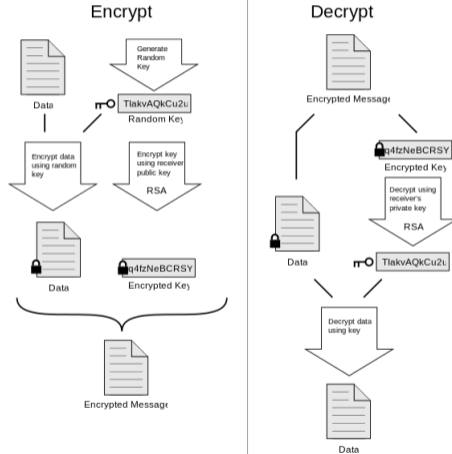 Encrypt
Generate
Random
Key
Data
TlakvAQkCu2u
Random Key
Encrypt data
using random
key
Encrypt key
using receiver
public key
RSA
Data
q4fzNeBCRSY
Encrypted Key
Encrypted Message
Decrypt
Encrypted Message
q4fzNeBCRSY
Encrypted Key
Decrypt using
receiver's
private key
RSA
Data
TlakvAQkCu2u
Decrypt data
using key
Data